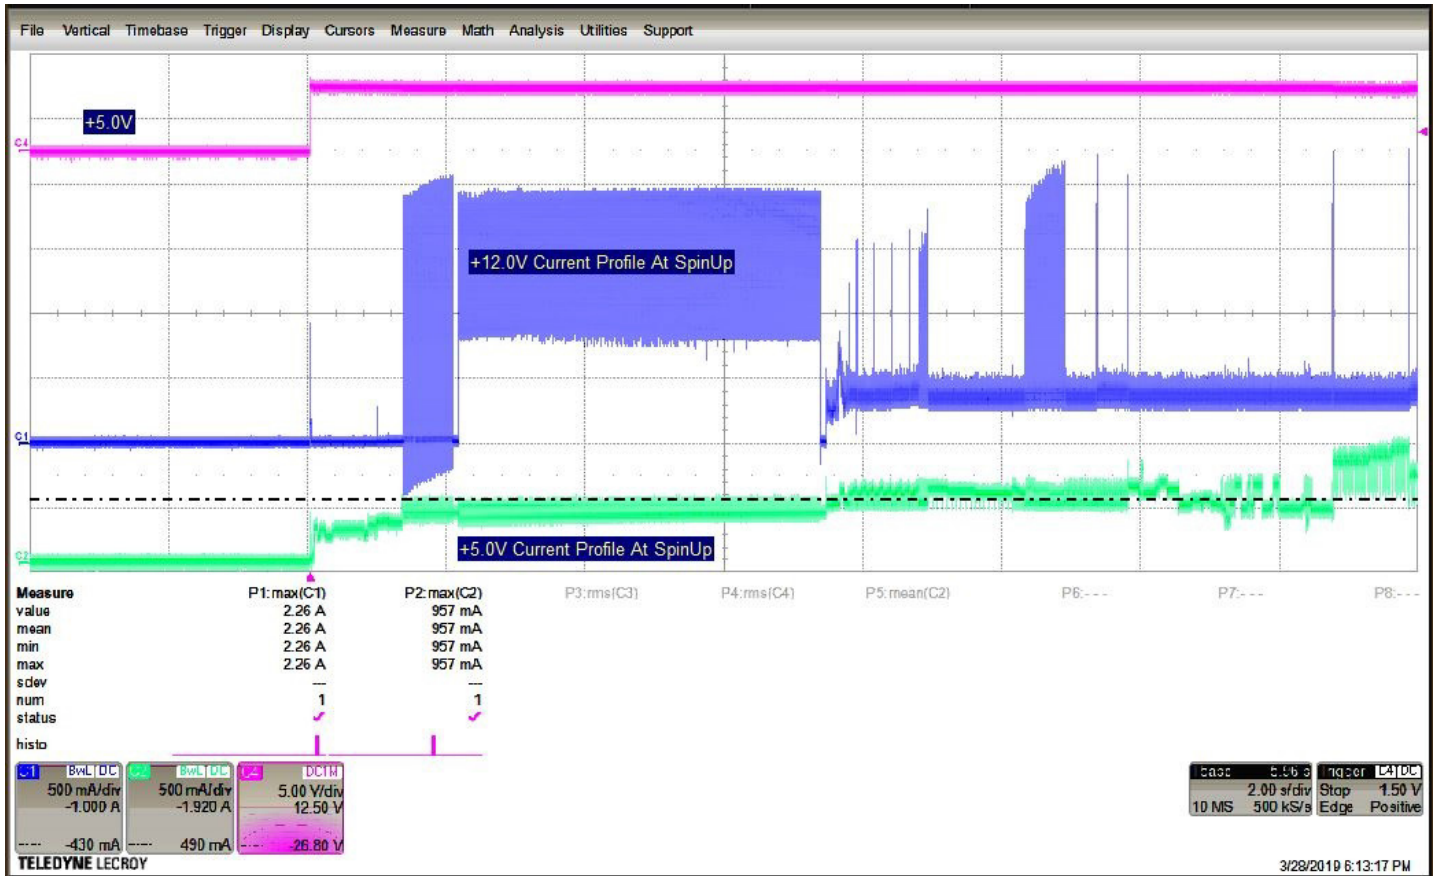 File Vertical Timebase Trigger Display Cursors Measure Math Analysis Utilities Support
+5.0V
C4
+12.0V Current Profile At SpinUp
C1
+5.0V Current Profile At SpinUp
C2
Measure P1:max(C1) P2:max(C2) P3:rms(C3) P4:rms(C4) P5:mean(C2) P6:--- P7:--- P8:---
value 2.26 A 957 mA
mean 2.26 A 957 mA
min 2.26 A 957 mA
max 2.26 A 957 mA
sdev --- ---
num 1 1
status
histo
C1 BwL DC C2 BwL DC C4 DC1M
500 mA/div 500 mA/div 5.00 V/div
-1.000 A -1.920 A 12.50 V
---- -430 mA ---- 490 mA ---- -26.80 V
Trigger C4 DC
2.00 s/div Stop 1.50 V
10 MS 500 kS/s Edge Positive
TELEDYNE LECROY
3/28/2019 6:13:17 PM